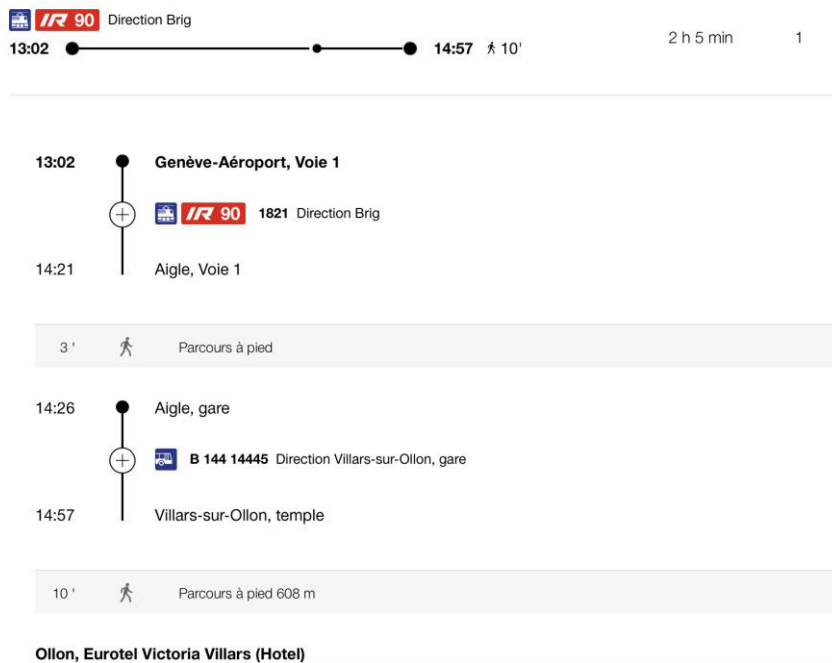 IR 90 Direction Brig
13:02 14:57 10' 2 h 5 min 1
13:02 Genève-Aéroport, Voie 1
IR 90 1821 Direction Brig
14:21 Aigle, Voie 1
3 ' Parcours à pied
14:26 Aigle, gare
B 144 14445 Direction Villars-sur-Ollon, gare
14:57 Villars-sur-Ollon, temple
10 ' Parcours à pied 608 m
Ollon, Eurotel Victoria Villars (Hotel)